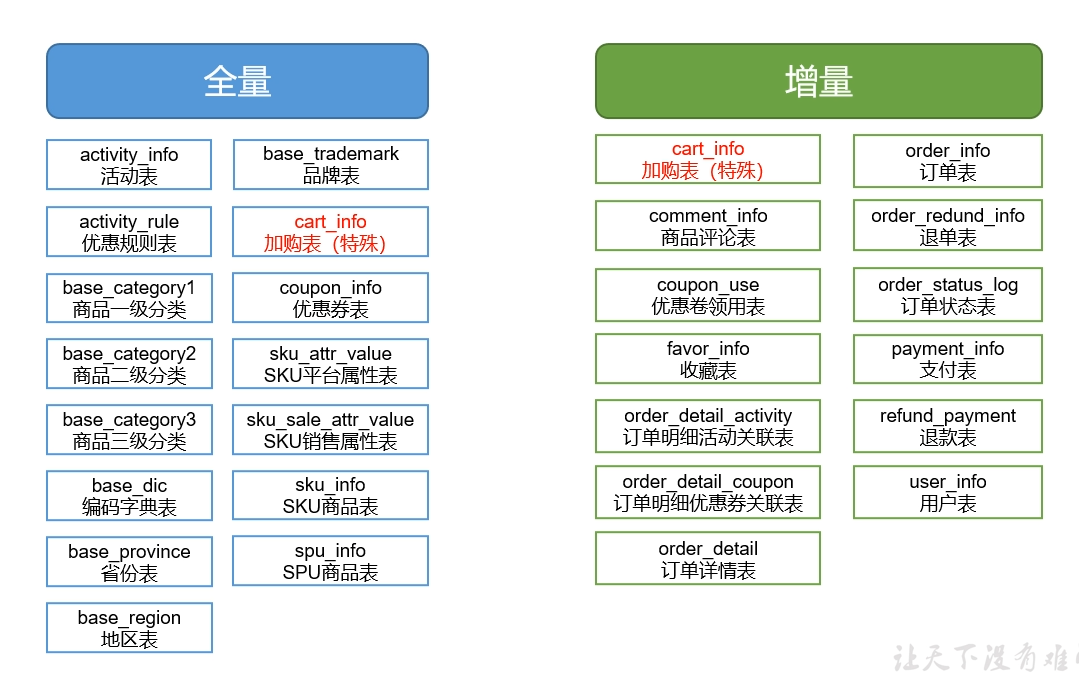 全量
activity_info
活动表
base_trademark
品牌表
activity_rule
优惠规则表
cart_info
加购表（特殊）
base_category1
商品一级分类
coupon_info
优惠券表
base_category2
商品二级分类
sku_attr_value
SKU平台属性表
base_category3
商品三级分类
sku_sale_attr_value
SKU销售属性表
base_dic
编码字典表
sku_info
SKU商品表
base_province
省份表
spu_info
SPU商品表
base_region
地区表
增量
cart_info
加购表（特殊）
order_info
订单表
comment_info
商品评论表
order_redund_info
退单表
coupon_use
优惠卷领用表
order_status_log
订单状态表
favor_info
收藏表
payment_info
支付表
order_detail_activity
订单明细活动关联表
refund_payment
退款表
order_detail_coupon
订单明细优惠券关联表
user_info
用户表
order_detail
订单详情表
让天下没有难